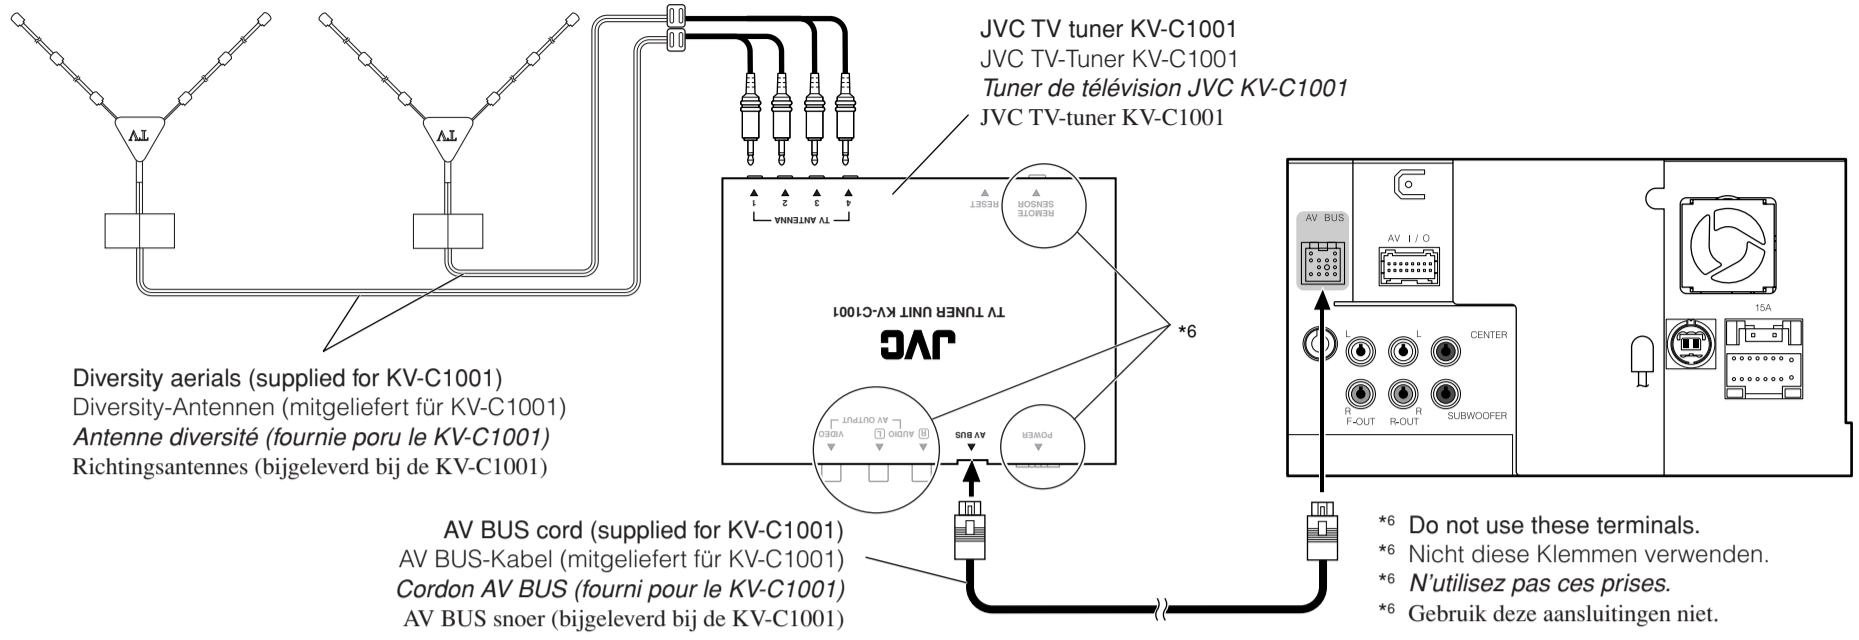 JVC TV tuner KV-C1001
JVC TV-Tuner KV-C1001
Tuner de télévision JVC KV-C1001
JVC TV-tuner KV-C1001
TV
TV
1 2 3 4
TV ANTENNA
RESET
REMOTE
SENSOR
TV TUNER UNIT KV-C1001
JVC
*6
VIDEO
L AUDIO R
AV OUTPUT
AV BUS
POWER
AV BUS
AV I / O
15A
L
L
CENTER
R
R
SUBWOOFER
F-OUT
R-OUT
Diversity aerials (supplied for KV-C1001)
Diversity-Antennen (mitgeliefert für KV-C1001)
Antenne diversité (fournie poru le KV-C1001)
Richtingsantennes (bijgeleverd bij de KV-C1001)
AV BUS cord (supplied for KV-C1001)
AV BUS-Kabel (mitgeliefert für KV-C1001)
Cordon AV BUS (fourni pour le KV-C1001)
AV BUS snoer (bijgeleverd bij de KV-C1001)
*6 Do not use these terminals.
*6 Nicht diese Klemmen verwenden.
*6 N'utilisez pas ces prises.
*6 Gebruik deze aansluitingen niet.